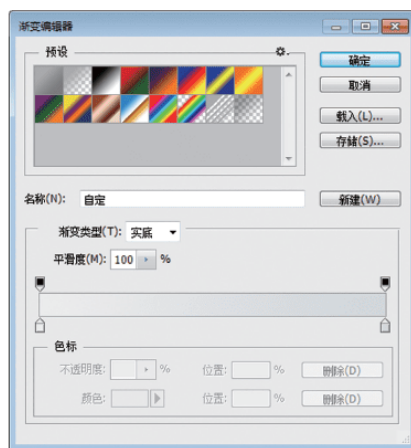 渐变编辑器
预设
确定
取消
载入(L)...
存储(S)...
名称(N): 自定 新建(W)
渐变类型(T): 实底
平滑度(M): 100 %
色标
不透明度: % 位置: % 删除(D)
颜色: 位置: % 删除(D)